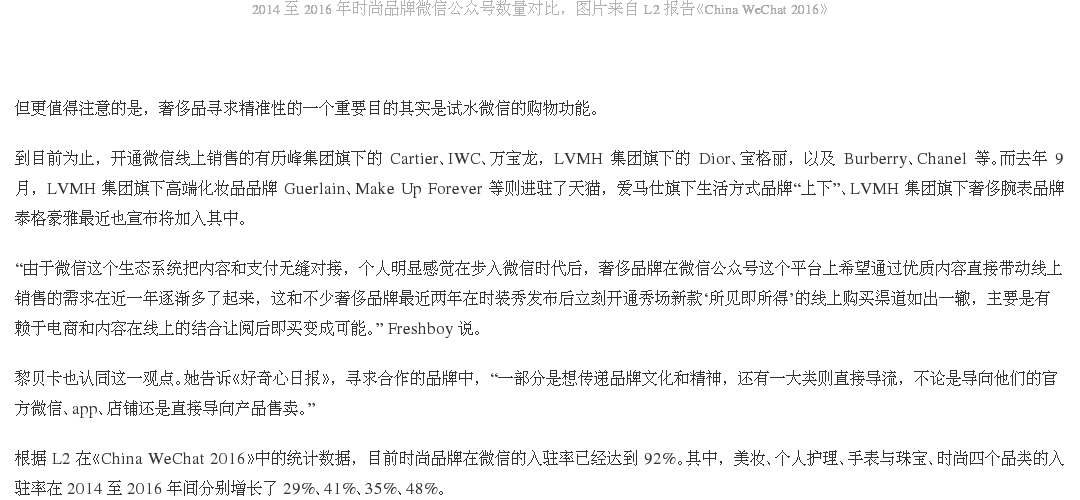 2014 至 2016 年时尚品牌微信公众号数量对比，图片来自 L2 报告《China WeChat 2016》
但更值得注意的是，奢侈品寻求精准性的一个重要目的其实是试水微信的购物功能。
到目前为止，开通微信线上销售的有历峰集团旗下的 Cartier、IWC、万宝龙，LVMH 集团旗下的 Dior、宝格丽，以及 Burberry、Chanel 等。而去年 9
月，LVMH 集团旗下高端化妆品品牌 Guerlain、Make Up Forever 等则进驻了天猫，爱马仕旗下生活方式品牌“上下”、LVMH 集团旗下奢侈腕表品牌
泰格豪雅最近也宣布将加入其中。
“由于微信这个生态系统把内容和支付无缝对接，个人明显感觉在步入微信时代后，奢侈品牌在微信公众号这个平台上希望通过优质内容直接带动线上
销售的需求在近一年逐渐多了起来，这和不少奢侈品牌最近两年在时装秀发布后立刻开通秀场新款‘所见即所得’的线上购买渠道如出一辙，主要是有
赖于电商和内容在线上的结合让阅后即买变成可能。” Freshboy 说。
黎贝卡也认同这一观点。她告诉《好奇心日报》，寻求合作的品牌中，“一部分是想传递品牌文化和精神，还有一大类则直接导流，不论是导向他们的官
方微信、app、店铺还是直接导向产品售卖。”
根据 L2 在《China WeChat 2016》中的统计数据，目前时尚品牌在微信的入驻率已经达到 92%。其中，美妆、个人护理、手表与珠宝、时尚四个品类的入
驻率在 2014 至 2016 年间分别增长了 29%、41%、35%、48%。